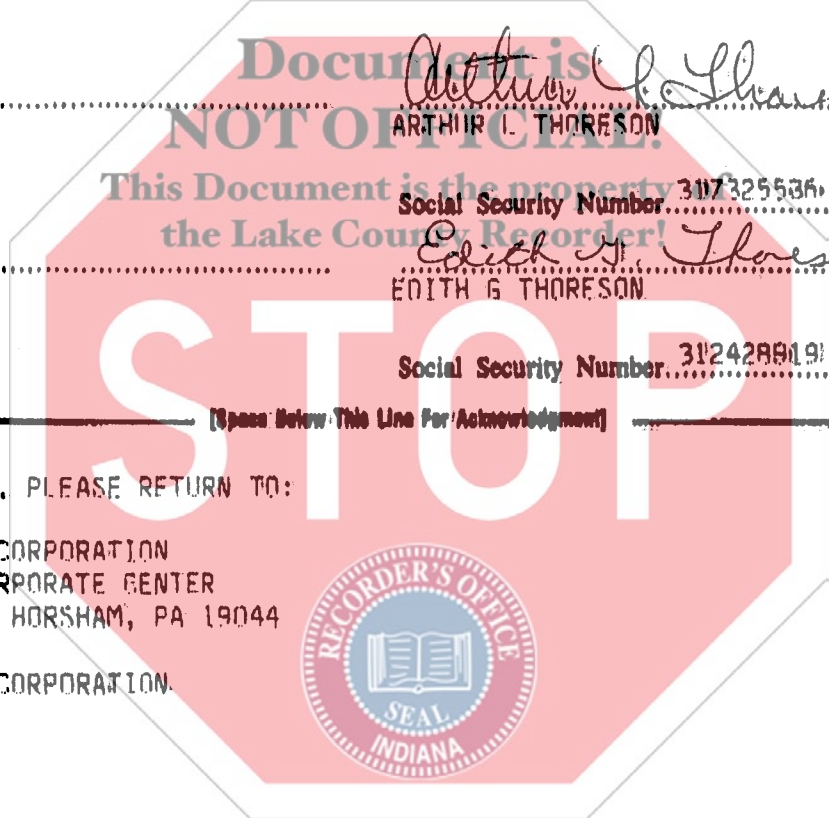 Document is
NOT OFFICIAL!
This Document is the property of
the Lake County Recorder!
ARTHUR L THORESON
Social Security Number
Edith G.
EDITH G THORESON
Social Security Number
[Space Below This Line For Acknowledgment]
STOP
. PLEASE RETURN TO:
CORPORATION
RPORATE CENTER
HORSHAM, PA 19044
CORPORATION
RECORDER'S OFFICE
SEAL
INDIANA